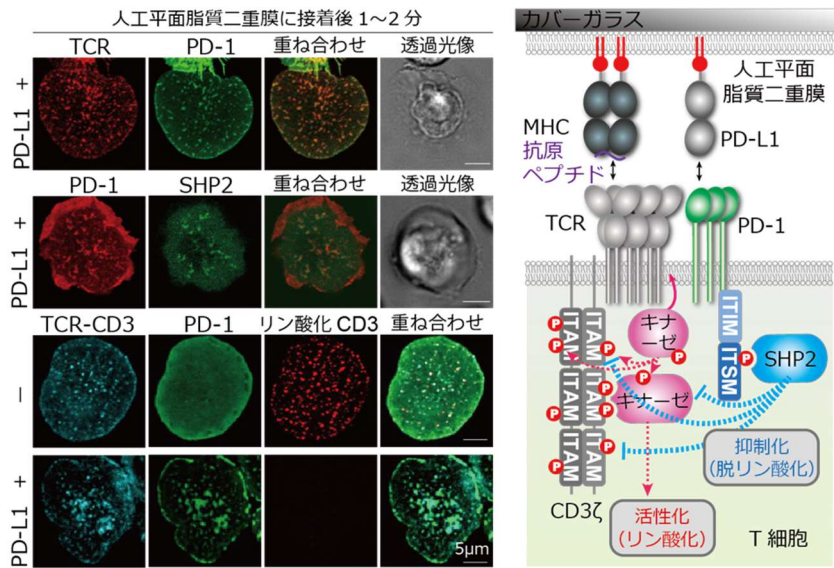 人工平面脂質二重膜に接着後 1～2 分
TCR PD-1 重ね合わせ 透過光像
PD-L1 +
PD-1 SHP2 重ね合わせ 透過光像
PD-L1 +
TCR-CD3 PD-1 リン酸化 CD3 重ね合わせ
－
PD-L1 +
5μm
カバーガラス
人工平面
脂質二重膜
MHC
抗原
ペプチド
PD-L1
TCR
PD-1
キナ
ーゼ
P
P
P
P
P
P
P
P
P
P
ITAM
ITAM
ITAM
ITAM
ITAM
ITAM
キナーゼ
ITIM
ITSM
P
SHP2
抑制化
(脱リン酸化)
CD3ζ
活性化
(リン酸化)
T 細胞